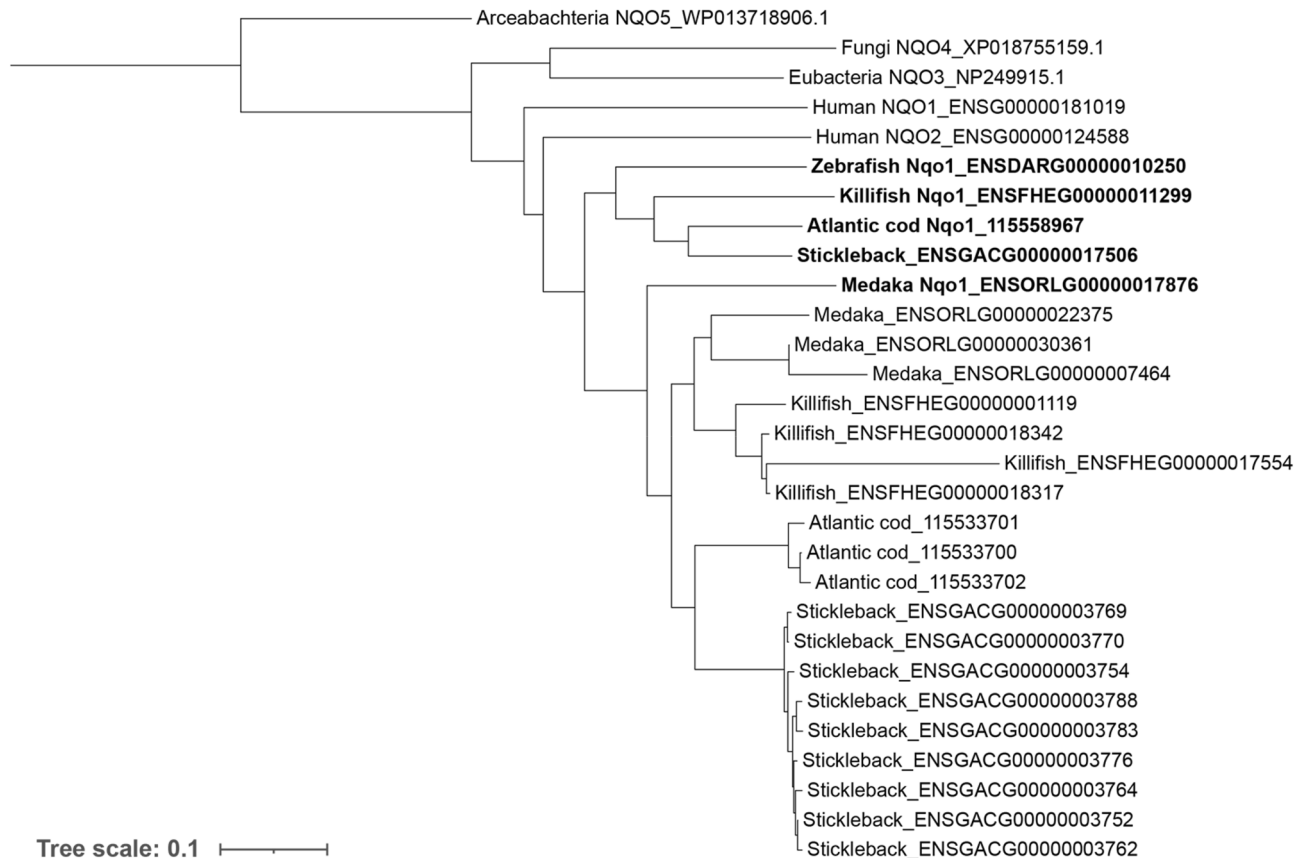 Arceabachteria NQO5_WP013718906.1
Fungi NQO4_XP018755159.1
Eubacteria NQO3_NP249915.1
Human NQO1_ENSG00000181019
Human NQO2_ENSG00000124588
Zebrafish Nqo1_ENSDARG00000010250
Killifish Nqo1_ENSFHEG00000011299
Atlantic cod Nqo1_115558967
Stickleback_ENSGACG00000017506
Medaka Nqo1_ENSORLG00000017876
Medaka_ENSORLG00000022375
Medaka_ENSORLG00000030361
Medaka_ENSORLG00000007464
Killifish_ENSFHEG00000001119
Killifish_ENSFHEG00000018342
Killifish_ENSFHEG00000017554
Killifish_ENSFHEG00000018317
Atlantic cod_115533701
Atlantic cod_115533700
Atlantic cod_115533702
Stickleback_ENSGACG00000003769
Stickleback_ENSGACG00000003770
Stickleback_ENSGACG00000003754
Stickleback_ENSGACG00000003788
Stickleback_ENSGACG00000003783
Stickleback_ENSGACG00000003776
Stickleback_ENSGACG00000003764
Stickleback_ENSGACG00000003752
Stickleback_ENSGACG00000003762
Tree scale: 0.1